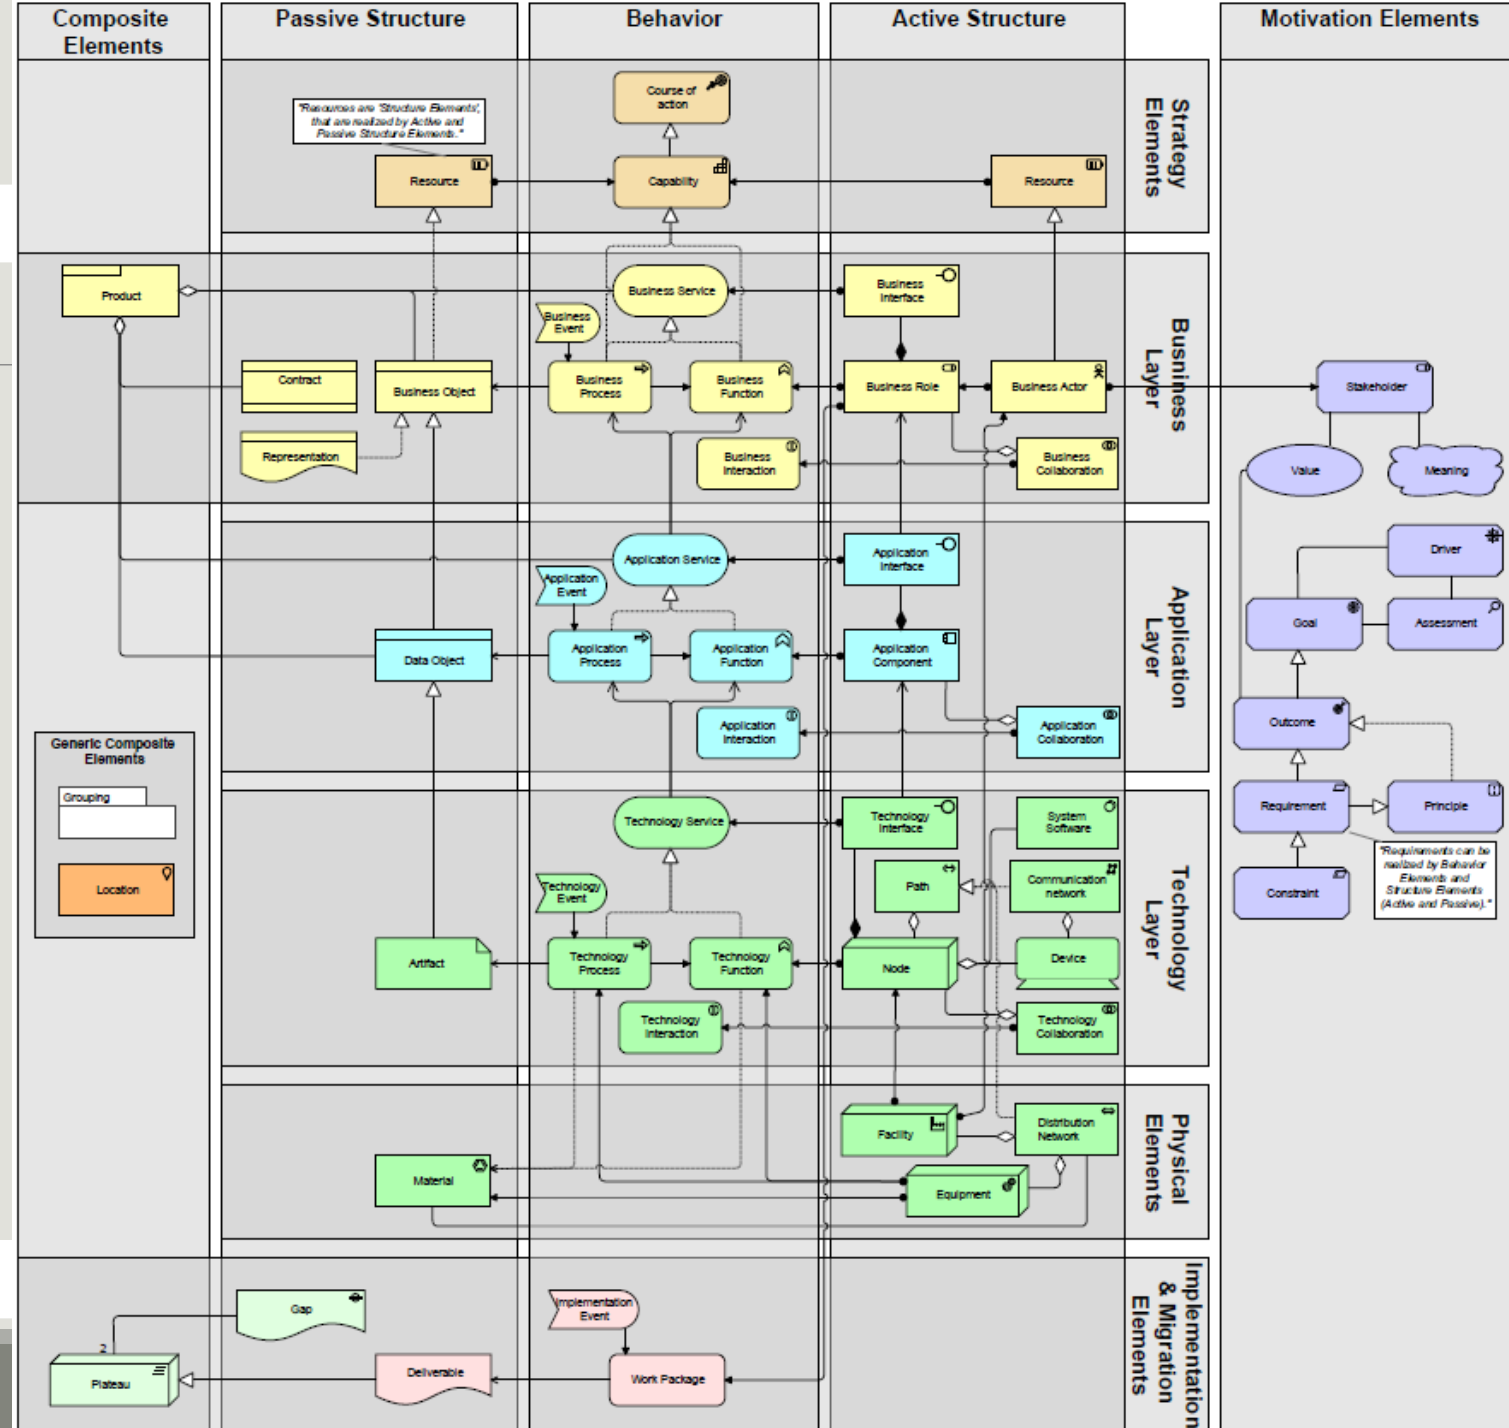 Composite
Elements
Passive Structure
Behavior
Active Structure
Motivation Elements
Course of
action
"Resources are 'Structure Elements',
that are realized by Active and
Passive Structure Elements."
Resource
Capability
Resource
Strategy
Elements
Product
Business Service
Business
Interface
Business
Event
Contract
Business Object
Business
Process
Business
Function
Business Role
Business Actor
Representation
Business
Interaction
Business
Collaboration
Busniness
Layer
Stakeholder
Value
Meaning
Driver
Goal
Assessment
Outcome
Requirement
Principle
Constraint
"Requirements can be
realized by Behavior
Elements and
Structure Elements
(Active and Passive)."
Application Service
Application
Interface
Application
Event
Data Object
Application
Process
Application
Function
Application
Component
Application
Interaction
Application
Collaboration
Application
Layer
Generic Composite
Elements
Grouping
Location
Technology Service
Technology
Interface
System
Software
Technology
Event
Path
Communication
network
Artifact
Technology
Process
Technology
Function
Node
Device
Technology
Interaction
Technology
Collaboration
Technology
Layer
Facility
Distribution
Network
Material
Equipment
Physical
Elements
Gap
Implementation
Event
2
Plateau
Deliverable
Work Package
Implementation
& Migration
Elements